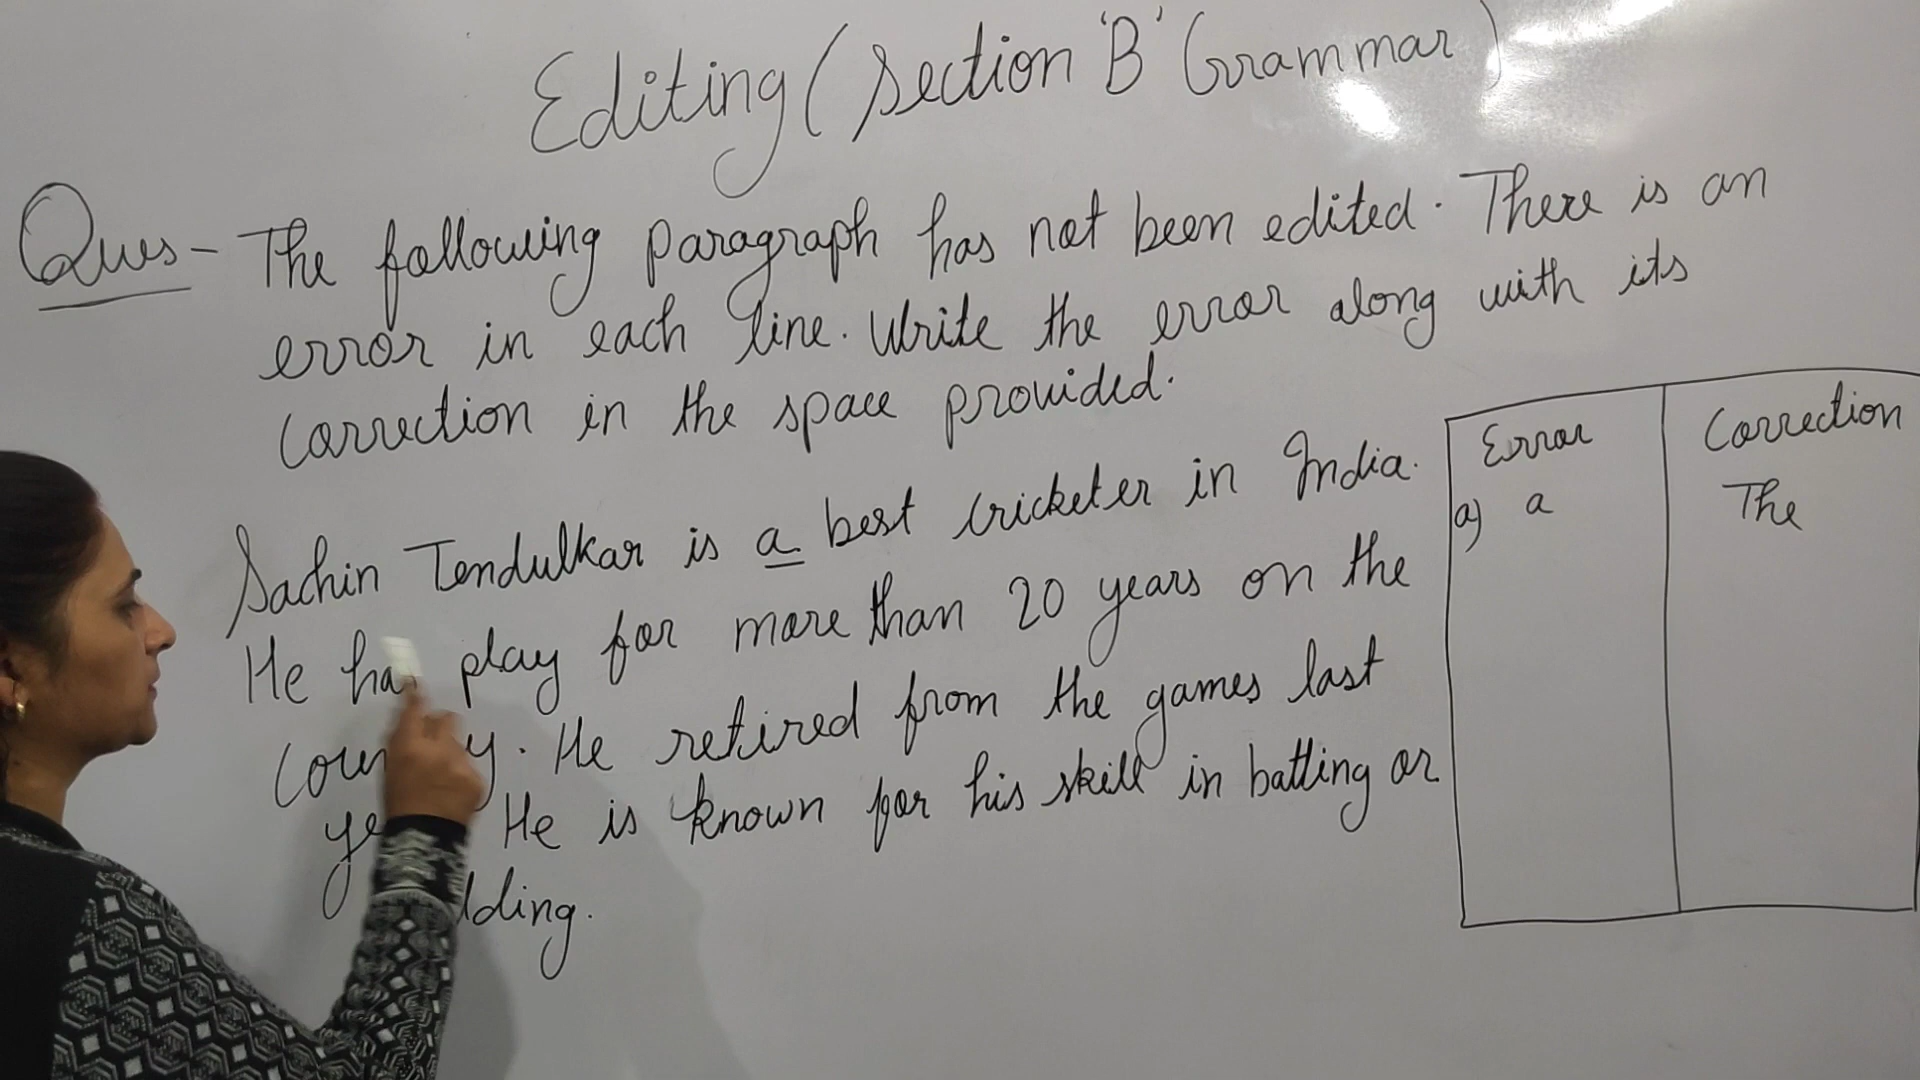 Editing (Section 'B' Grammar)
Ques- The following paragraph has not been edited. There is an
error in each line. Write the error along with its
Correction in the space provided.
Sachin Tendulkar is a best cricketer in India.
He play for more than 20 years on the
He retired from the games last
He is known for his skill in batting or
Error
Correction
a) a
The